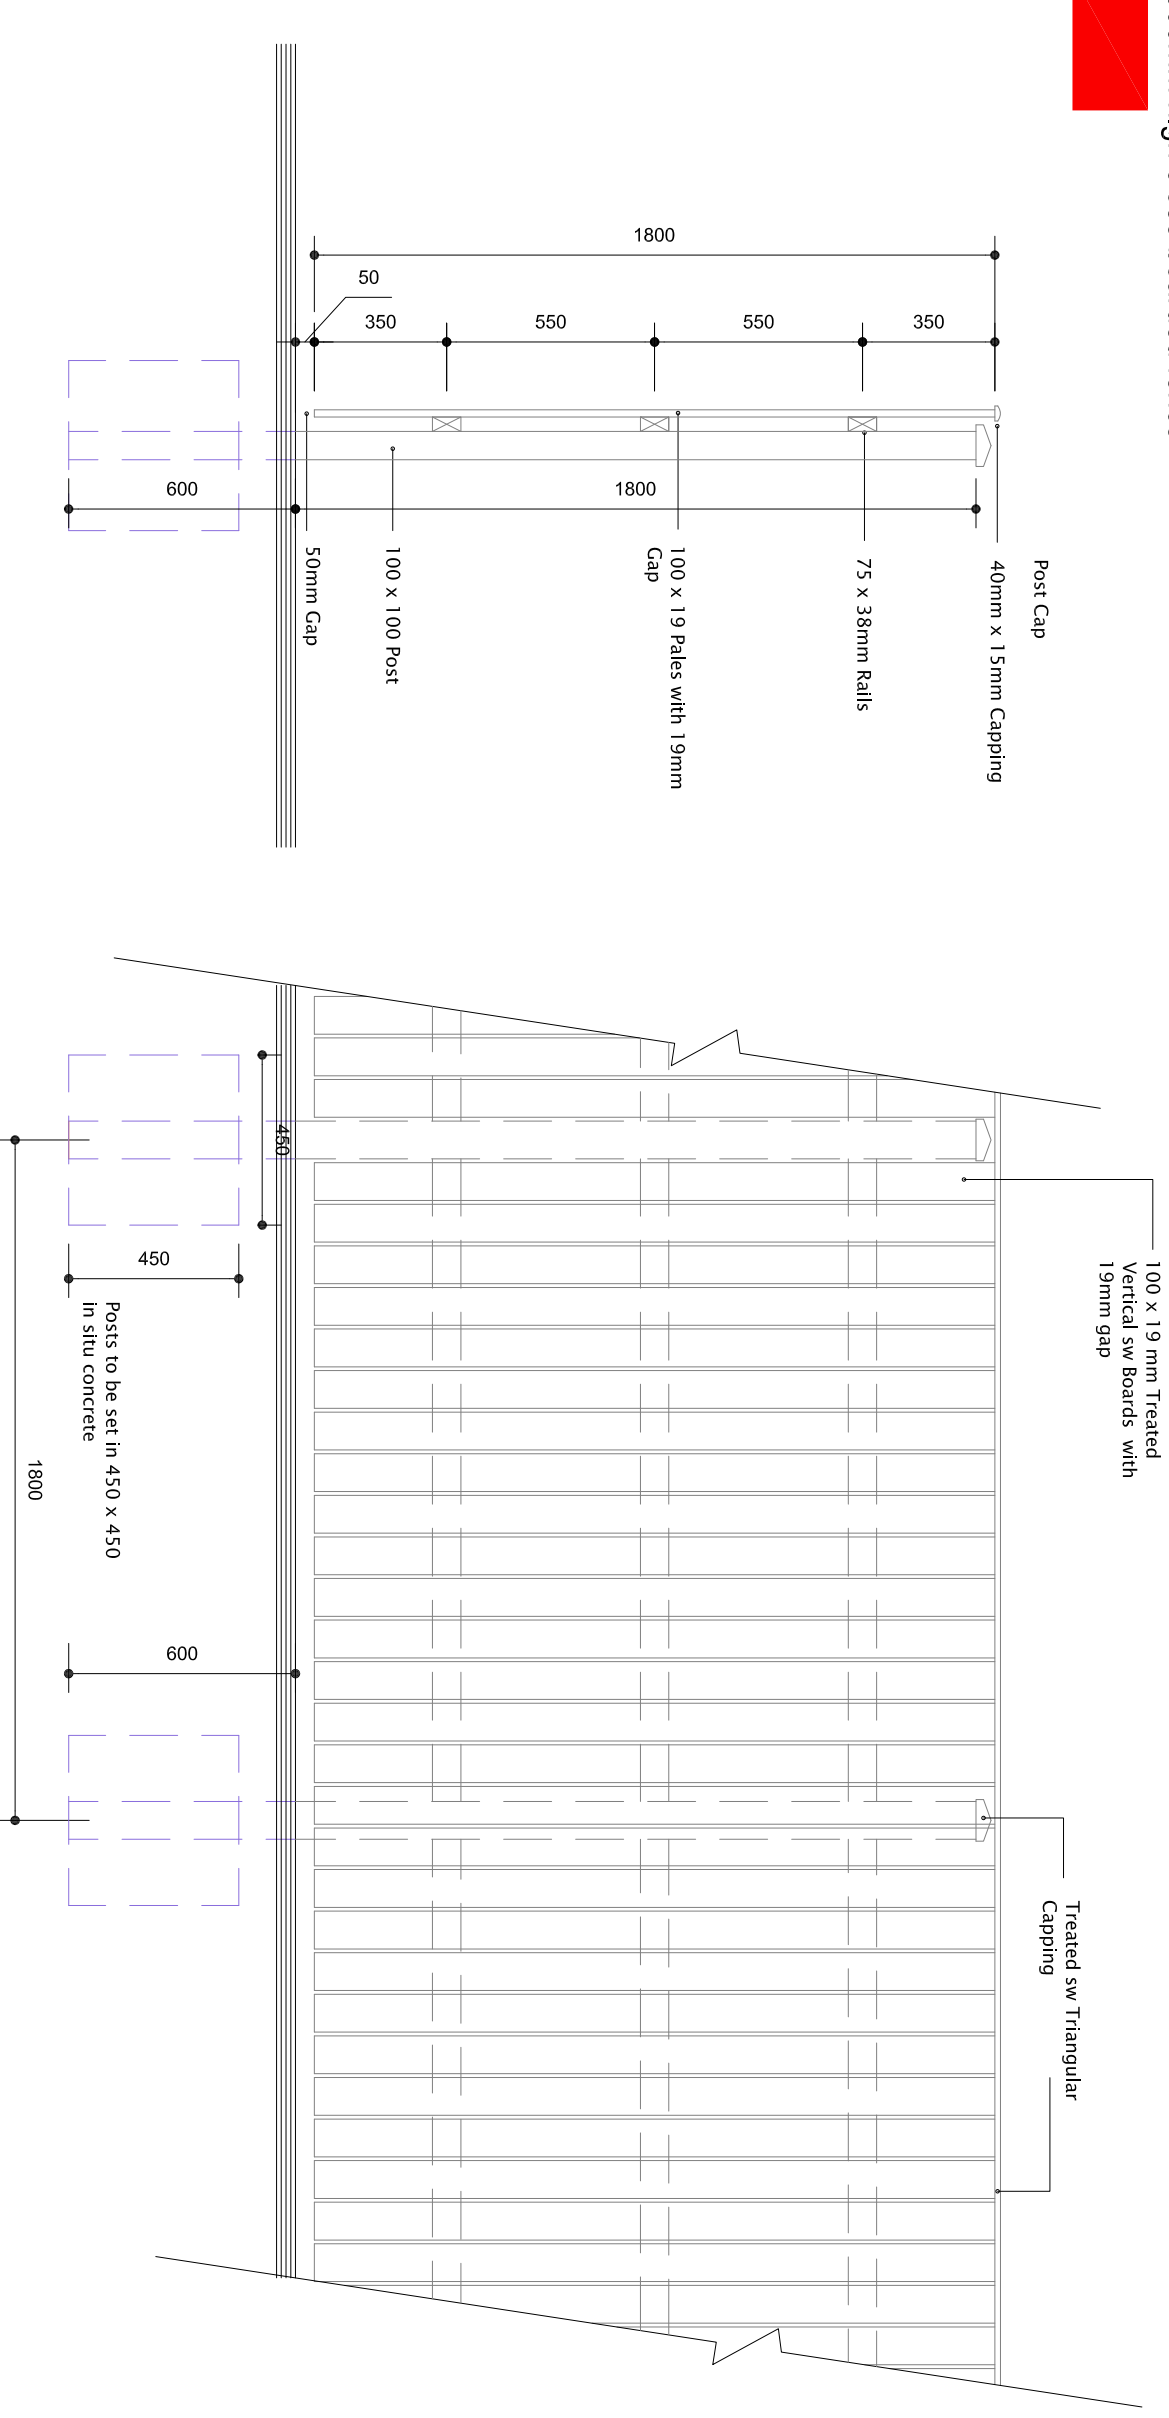 1800
50
350
550
550
350
600
1800
Post Cap
40mm x 15mm Capping
75 x 38mm Rails
100 x 19 Pales with 19mm
Gap
100 x 100 Post
50mm Gap
100 x 19 mm Treated
Vertical sw Boards with
19mm gap
450
450
Posts to be set in 450 x 450
in situ concrete
1800
600
Treated sw Triangular
Capping